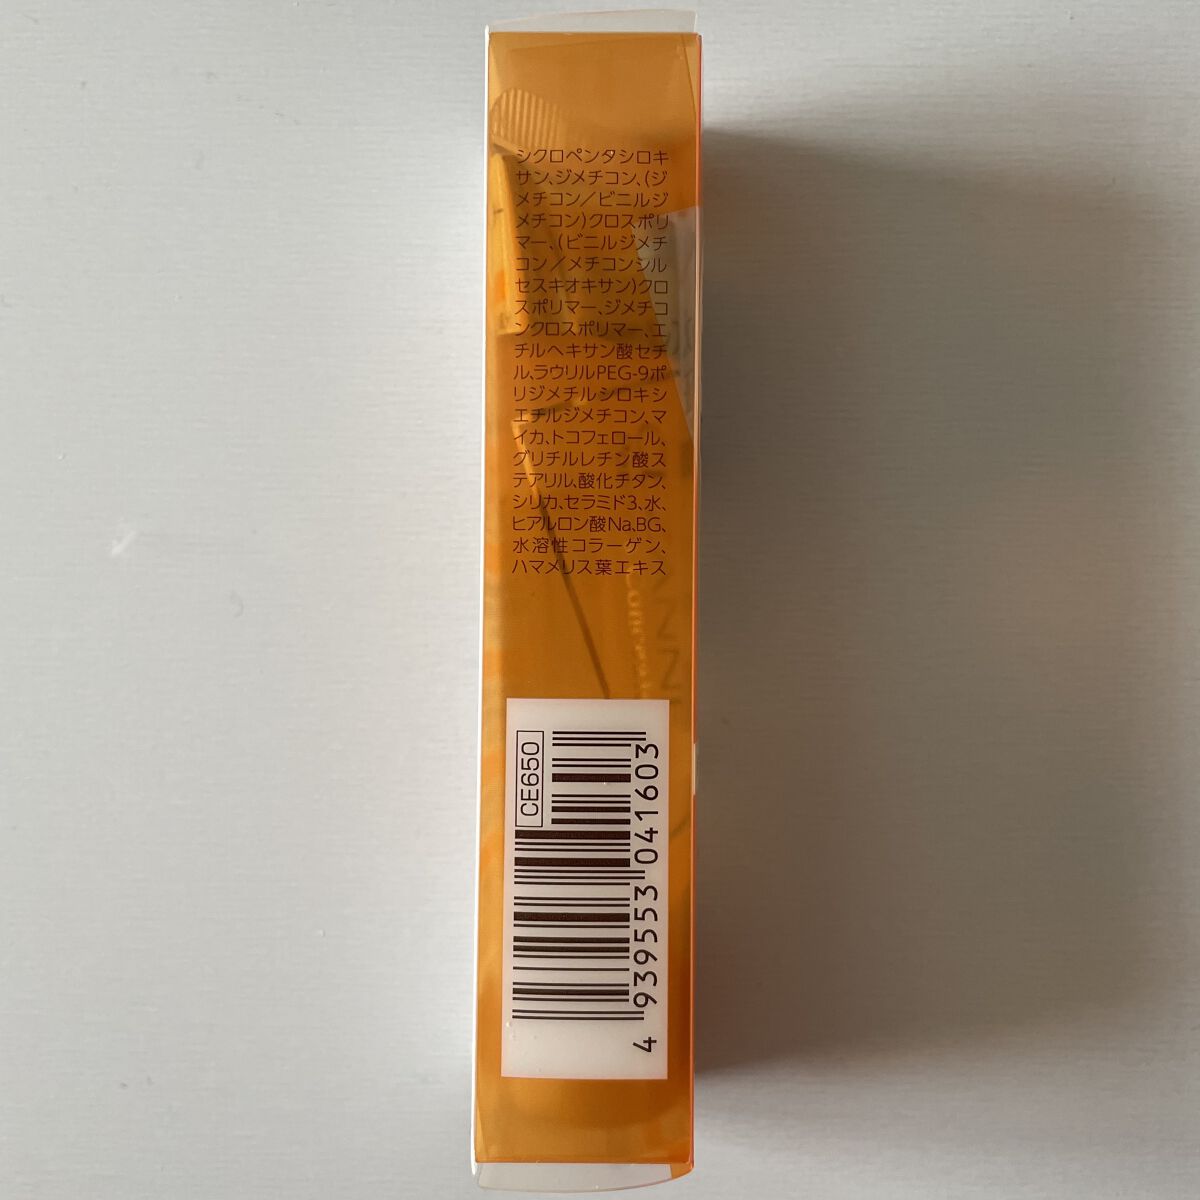 シクロペンタシロキ
サン、ジメチコン、(ジ
メチコン／ビニルジ
メチコン)クロスポリ
マー、(ビニルジメチ
コン／メチコンシル
セスキオキサン)クロ
スポリマー、ジメチコ
ンクロスポリマー、エ
チルヘキサン酸セチ
ル、ラウリルPEG-9ポ
リジメチルシロキシ
エチルジメチコン、マ
イカ、トコフェロール、
グリチルレチン酸ス
テアリル、酸化チタン、
シリカ、セラミド3、水、
ヒアルロン酸Na、BG、
水溶性コラーゲン、
ハマメリス葉エキス
CE650
4 939553 041603